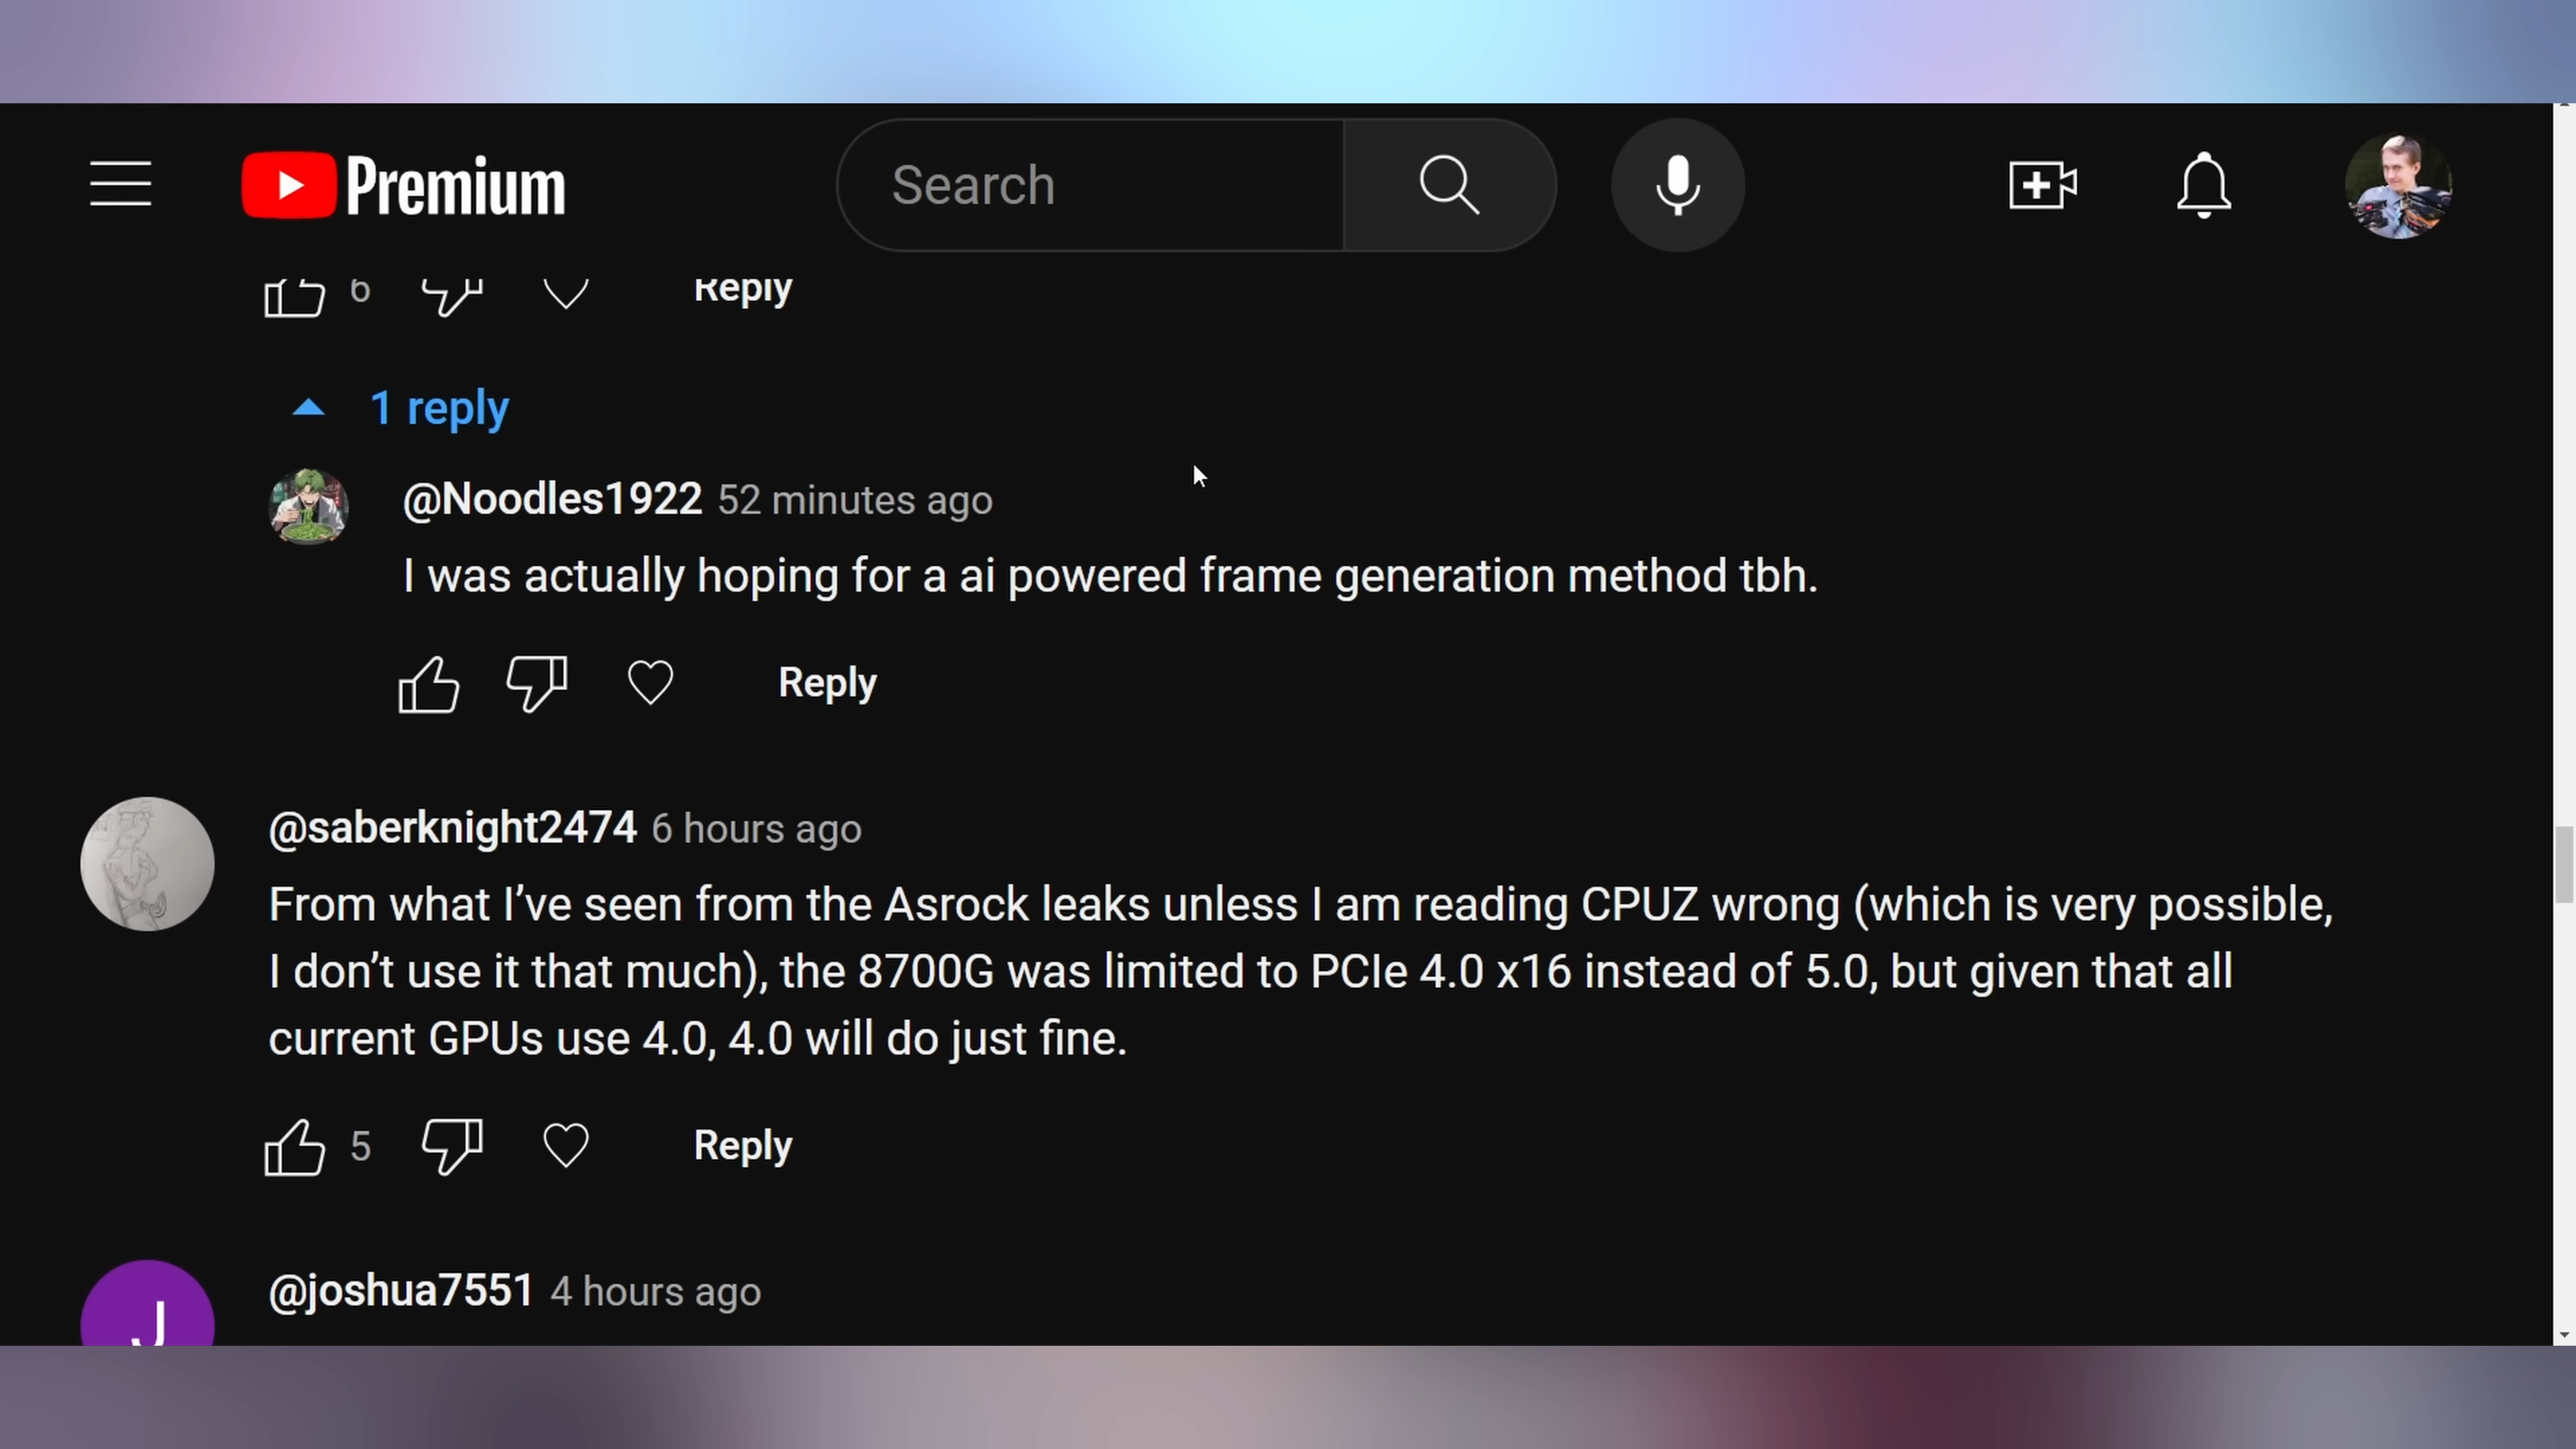 Premium
Search
6
Reply
1 reply
@Noodles1922 52 minutes ago
I was actually hoping for a ai powered frame generation method tbh.
Reply
@saberknight2474 6 hours ago
From what I’ve seen from the Asrock leaks unless I am reading CPUZ wrong (which is very possible,
I don’t use it that much), the 8700G was limited to PCIe 4.0 x16 instead of 5.0, but given that all
current GPUs use 4.0, 4.0 will do just fine.
5
Reply
J
@joshua7551 4 hours ago